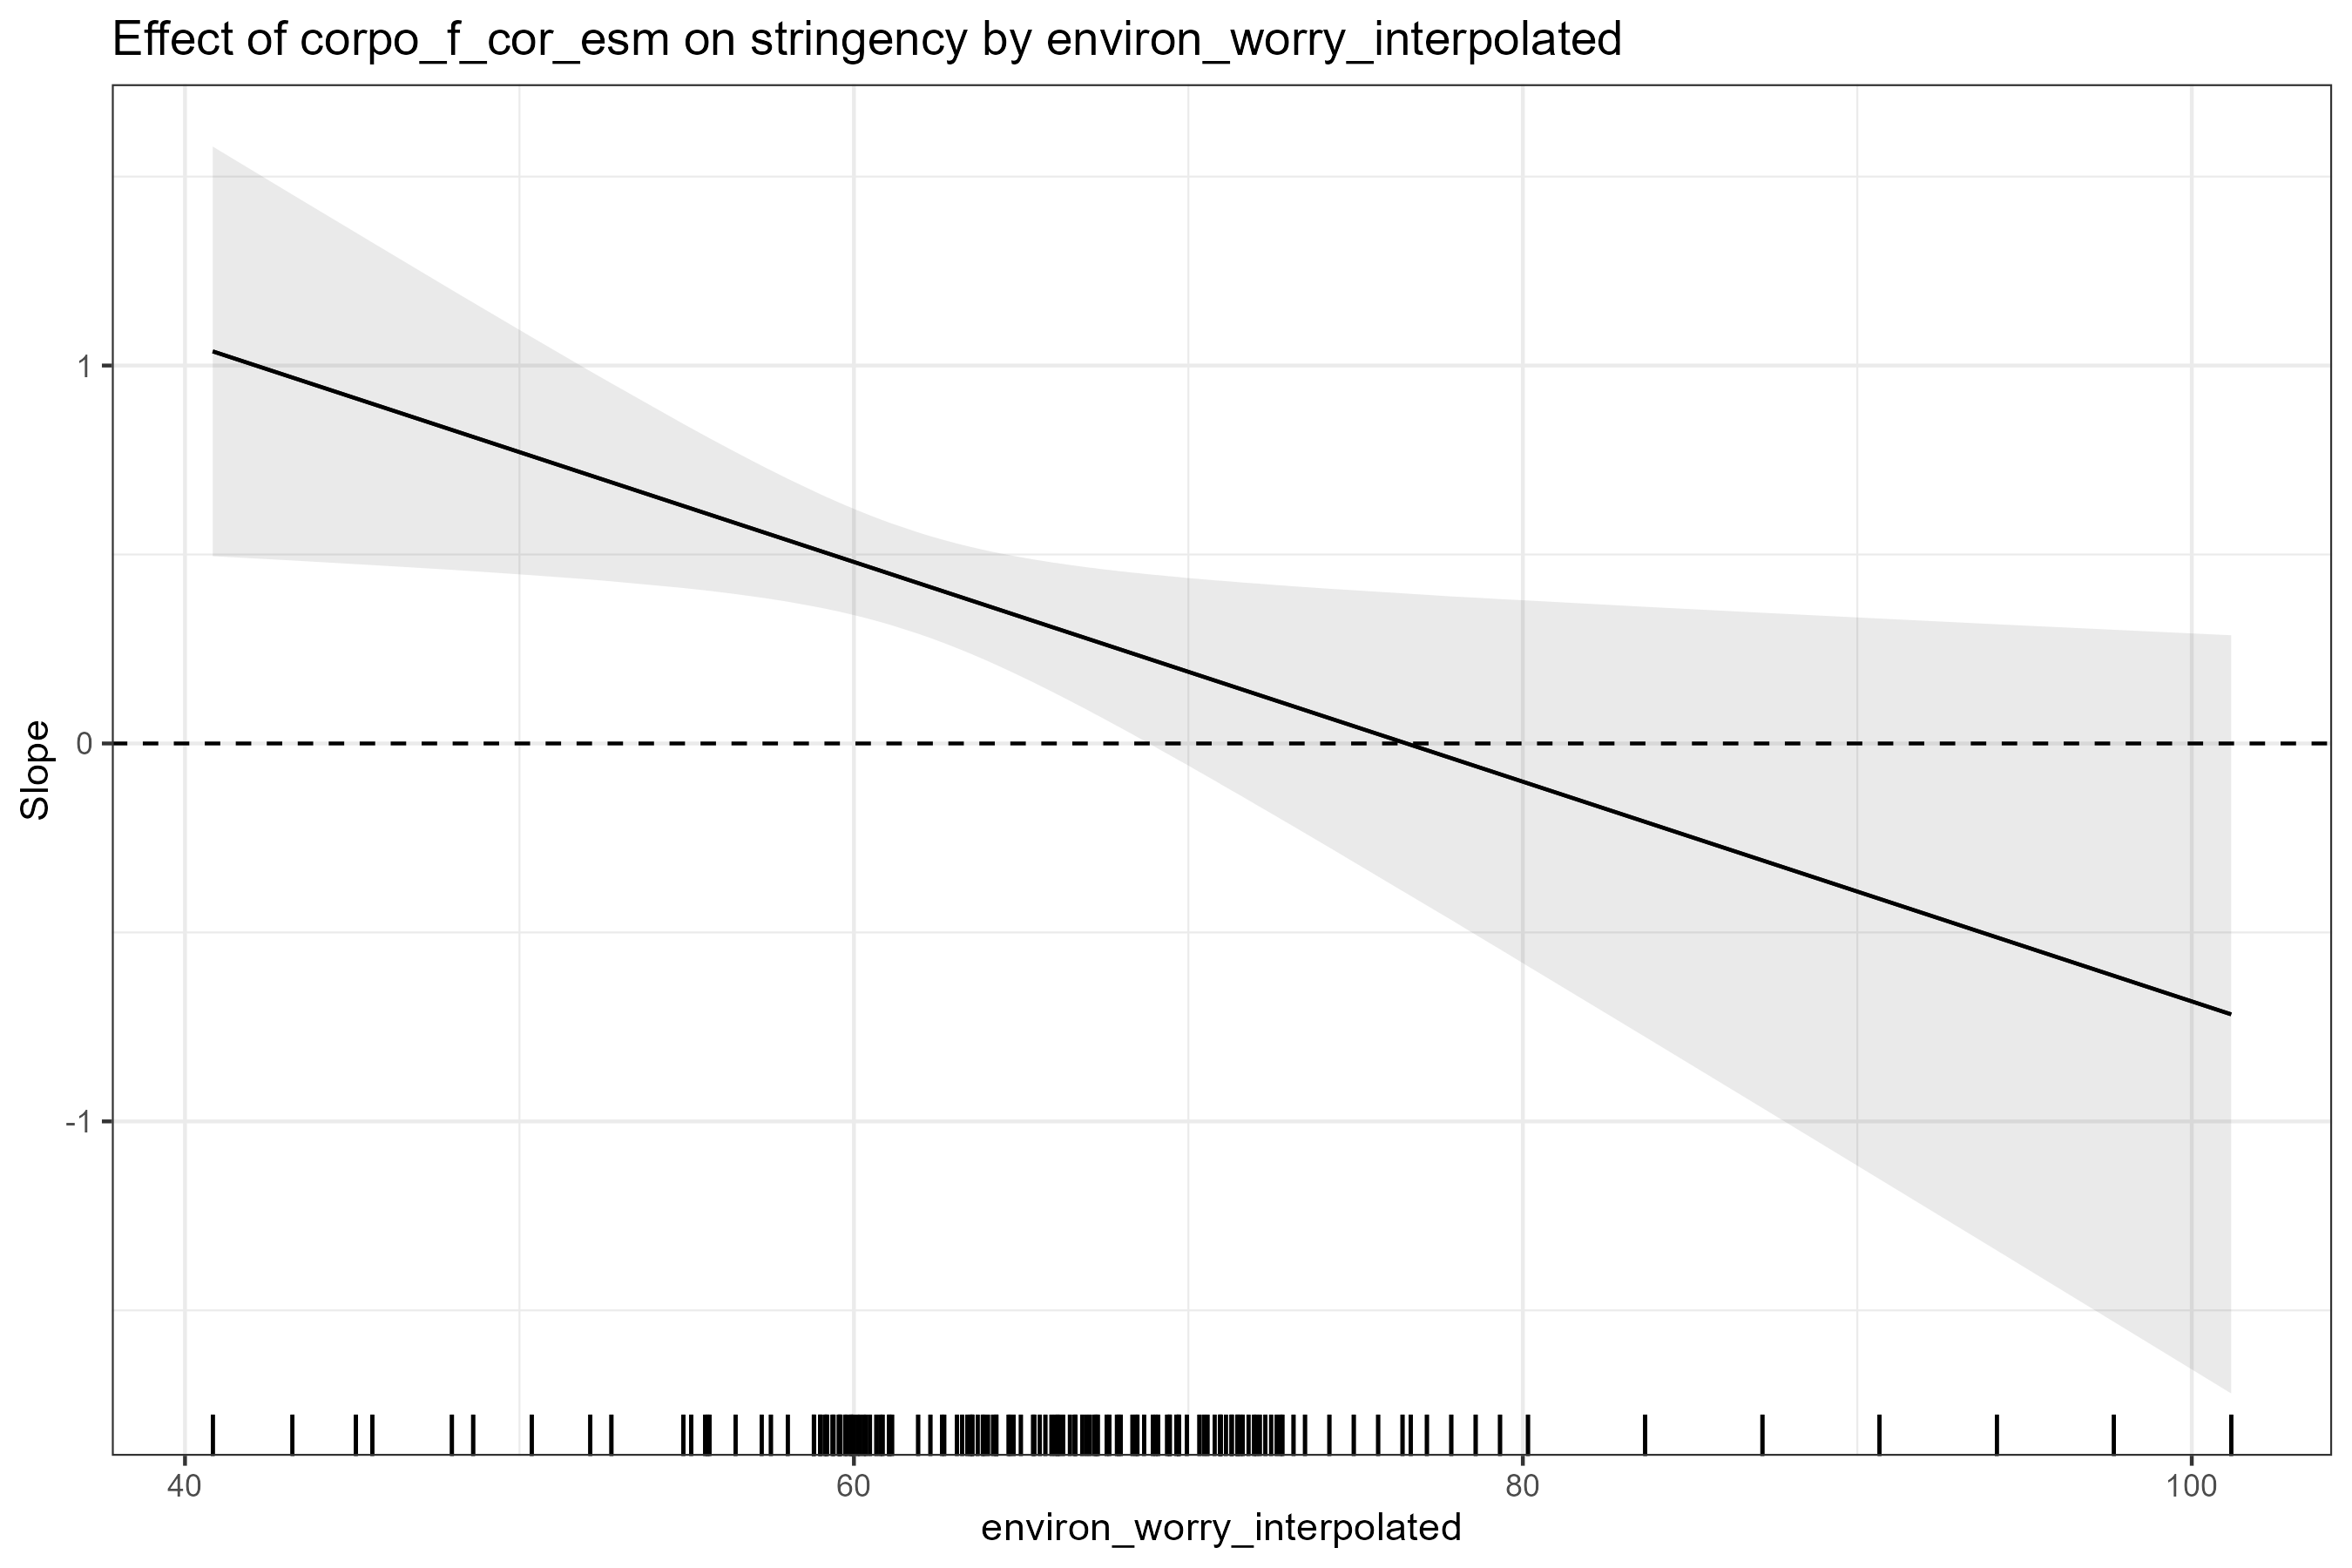 Effect of corpo_f_cor_esm on stringency by environ_worry_interpolated
1
0
-1
Slope
40 60 80 100
environ_worry_interpolated